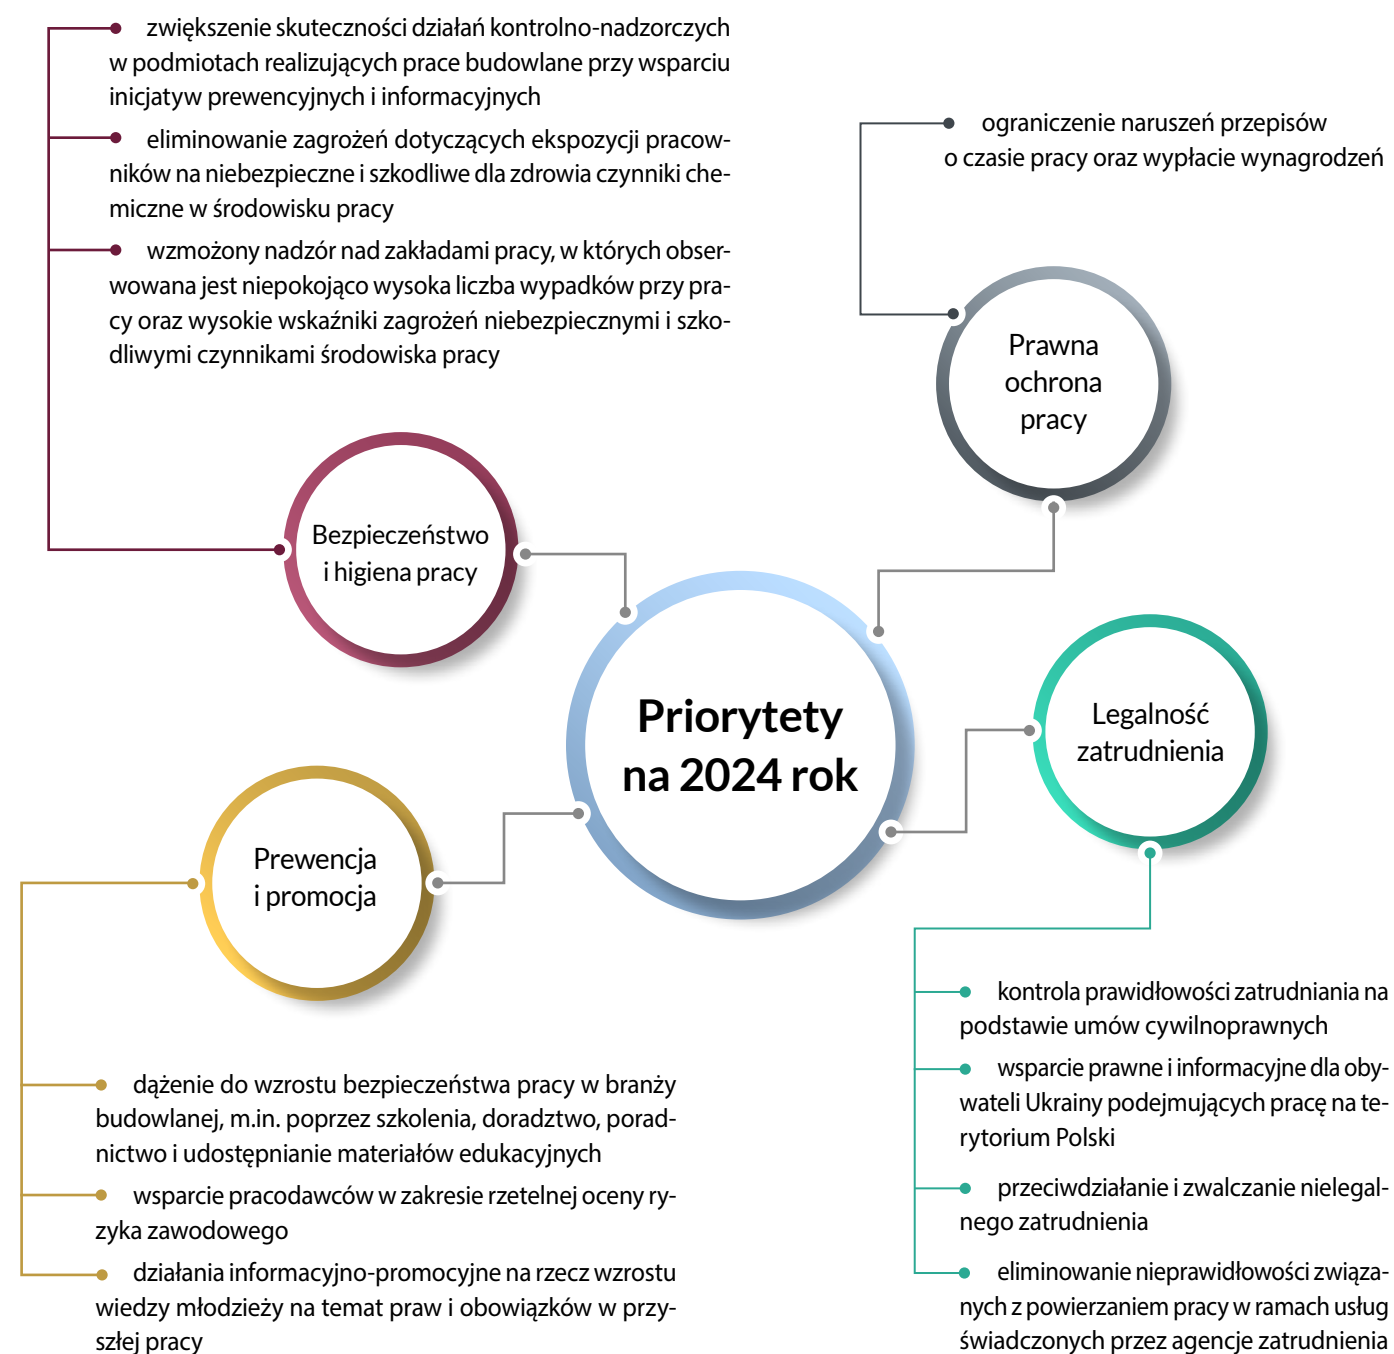 zwiększenie skuteczności działań kontrolno-nadzorczych
w podmiotach realizujących prace budowlane przy wsparciu
inicjatyw prewencyjnych i informacyjnych
eliminowanie zagrożeń dotyczących ekspozycji pracow-
ników na niebezpieczne i szkodliwe dla zdrowia czynniki che-
miczne w środowisku pracy
wzmożony nadzór nad zakładami pracy, w których obser-
wowana jest niepokojąco wysoka liczba wypadków przy pra-
cy oraz wysokie wskaźniki zagrożeń niebezpiecznymi i szko-
dliwymi czynnikami środowiska pracy
ograniczenie naruszeń przepisów
o czasie pracy oraz wypłacie wynagrodzeń
Prawna
ochrona
pracy
Bezpieczeństwo
i higiena pracy
Priorytety
na 2024 rok
Legalność
zatrudnienia
Prewencja
i promocja
dążenie do wzrostu bezpieczeństwa pracy w branży
budowlanej, m.in. poprzez szkolenia, doradztwo, porad-
nictwo i udostępnianie materiałów edukacyjnych
wsparcie pracodawców w zakresie rzetelnej oceny ry-
zyka zawodowego
działania informacyjno-promocyjne na rzecz wzrostu
wiedzy młodzieży na temat praw i obowiązków w przy-
szłej pracy
kontrola prawidłowości zatrudniania na
podstawie umów cywilnoprawnych
wsparcie prawne i informacyjne dla oby-
wateli Ukrainy podejmujących pracę na te-
rytorium Polski
przeciwdziałanie i zwalczanie nielegal-
nego zatrudnienia
eliminowanie nieprawidłowości związa-
nych z powierzaniem pracy w ramach usług
świadczonych przez agencje zatrudnienia